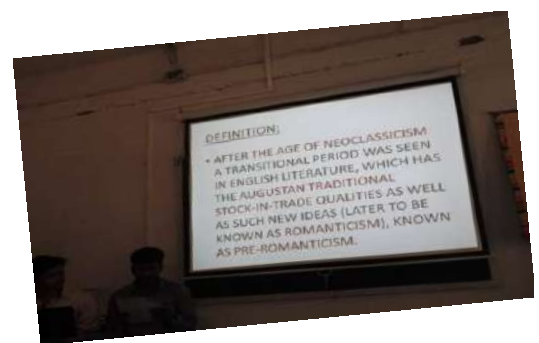 DEFINITION:
• AFTER THE AGE OF NEOCLASSICISM
A TRANSITIONAL PERIOD WAS SEEN
IN ENGLISH LITERATURE, WHICH HAS
THE AUGUSTAN TRADITIONAL
STOCK-IN-TRADE QUALITIES AS WELL
AS SUCH NEW IDEAS (LATER TO BE
KNOWN AS ROMANTICISM), KNOWN
AS PRE-ROMANTICISM.